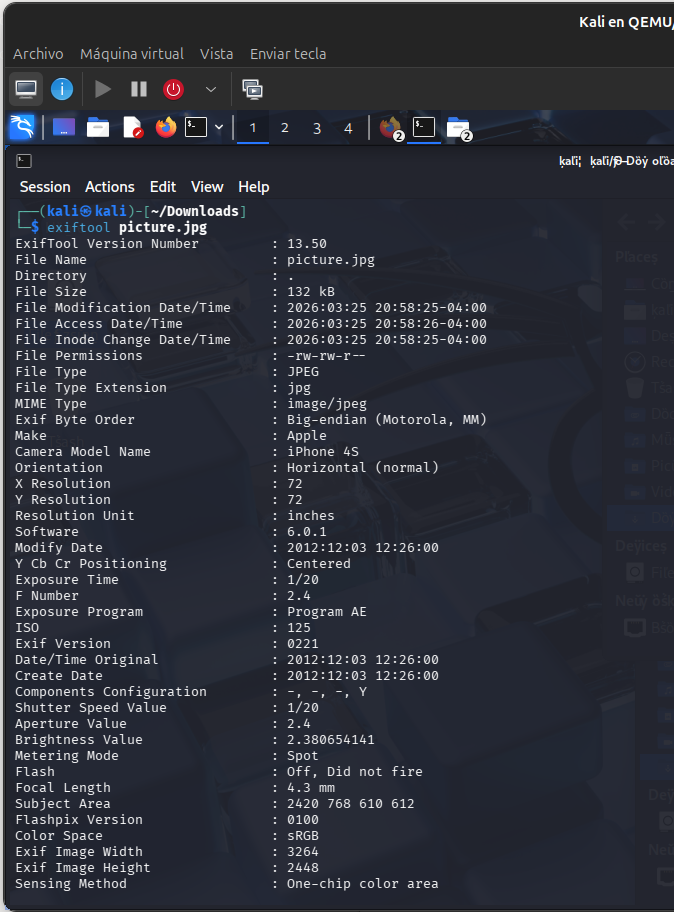 Kali en QEMU/
Archivo Máquina virtual Vista Enviar tecla
1 2 3 4 2 2
Session Actions Edit View Help
┌──(kali㉿kali)-[~/Downloads]
└─$ exiftool picture.jpg
ExifTool Version Number : 13.50
File Name : picture.jpg
Directory : .
File Size : 132 kB
File Modification Date/Time : 2026:03:25 20:58:25-04:00
File Access Date/Time : 2026:03:25 20:58:26-04:00
File Inode Change Date/Time : 2026:03:25 20:58:25-04:00
File Permissions : -rw-rw-r--
File Type : JPEG
File Type Extension : jpg
MIME Type : image/jpeg
Exif Byte Order : Big-endian (Motorola, MM)
Make : Apple
Camera Model Name : iPhone 4S
Orientation : Horizontal (normal)
X Resolution : 72
Y Resolution : 72
Resolution Unit : inches
Software : 6.0.1
Modify Date : 2012:12:03 12:26:00
Y Cb Cr Positioning : Centered
Exposure Time : 1/20
F Number : 2.4
Exposure Program : Program AE
ISO : 125
Exif Version : 0221
Date/Time Original : 2012:12:03 12:26:00
Create Date : 2012:12:03 12:26:00
Components Configuration : -, -, -, Y
Shutter Speed Value : 1/20
Aperture Value : 2.4
Brightness Value : 2.380654141
Metering Mode : Spot
Flash : Off, Did not fire
Focal Length : 4.3 mm
Subject Area : 2420 768 610 612
Flashpix Version : 0100
Color Space : sRGB
Exif Image Width : 3264
Exif Image Height : 2448
Sensing Method : One-chip color area
Places